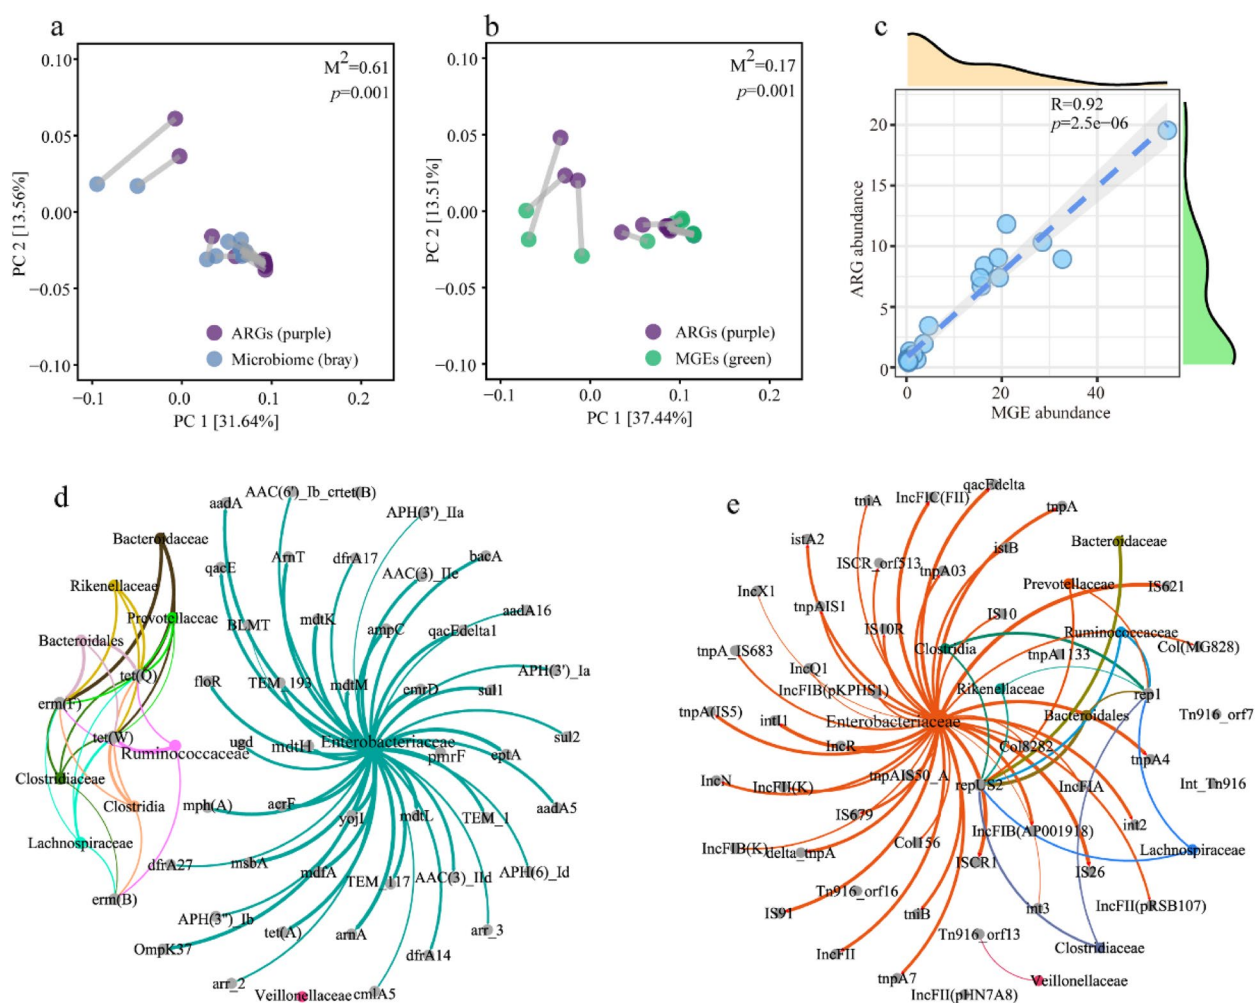 a
M²=0.61
p=0.001
0.10
0.05
0.00
−0.05
−0.10
PC 2 [13.56%]
ARGs (purple)
Microbiome (bray)
−0.1
0.0
0.1
0.2
PC 1 [31.64%]
b
M²=0.17
p=0.001
0.10
0.05
0.00
−0.05
−0.10
PC 2 [13.51%]
ARGs (purple)
MGEs (green)
−0.1
0.0
0.1
0.2
PC 1 [37.44%]
c
R=0.92
p=2.5e−06
20
15
10
5
0
ARG abundance
0
20
40
MGE abundance
d
aadA
AAC(6')_Ib_cr
tet(B)
APH(3')_IIa
Bacteroidaceae
qacE
ArnT
dfrA17
bacA
Rikenellaceae
AAC(3)_IIe
Prevotellaceae
BLMT
mdtK
ampC
qacEdelta1
aadA16
Bacteroidales
tet(Q)
floR
TEM_193
mdtM
emrD
sul1
APH(3')_Ia
erm(F)
tet(W)
Ruminococcaceae
ugd
mdtH
Enterobacteriaceae
pmrF
eptA
sul2
Clostridiaceae
Clostridia
mph(A)
acrF
yojI
mdtL
TEM_1
aadA5
Lachnospiraceae
dfrA27
msbA
mdfA
TEM_117
AAC(3)_IId
APH(6)_Id
erm(B)
APH(3'')_Ib
OmpK37
tet(A)
arnA
dfrA14
arr_3
arr_2
Veillonellaceae
cmlA5
e
tniA
IncFIC(FII)
qacEdelta
tnpA
istA2
ISCR_orf513
tnpA03
istB
Bacteroidaceae
IncX1
tnpAIS1
Prevotellaceae
IS621
IS10R
IS10
Ruminococcaceae
tnpA_IS683
Clostridia
tnpA1133
Col(MG828)
IncQ1
IncFIB(pKPHS1)
Rikenellaceae
rep1
tnpA(IS5)
intI1
Enterobacteriaceae
Bacteroidales
Tn916_orf7
IncR
Col8282
tnpA4
IncN
IncFII(K)
tnpAIS50_A
repUS2
IncFIA
Int_Tn916
IS679
IncFIB(AP001918)
int2
IncFIB(K)
delta_tnpA
Col156
ISCR1
Lachnospiraceae
IS26
Tn916_orf16
IS91
tniB
int3
IncFII(pRSB107)
Tn916_orf13
Clostridiaceae
IncFII
tnpA7
Veillonellaceae
IncFII(pHN7A8)